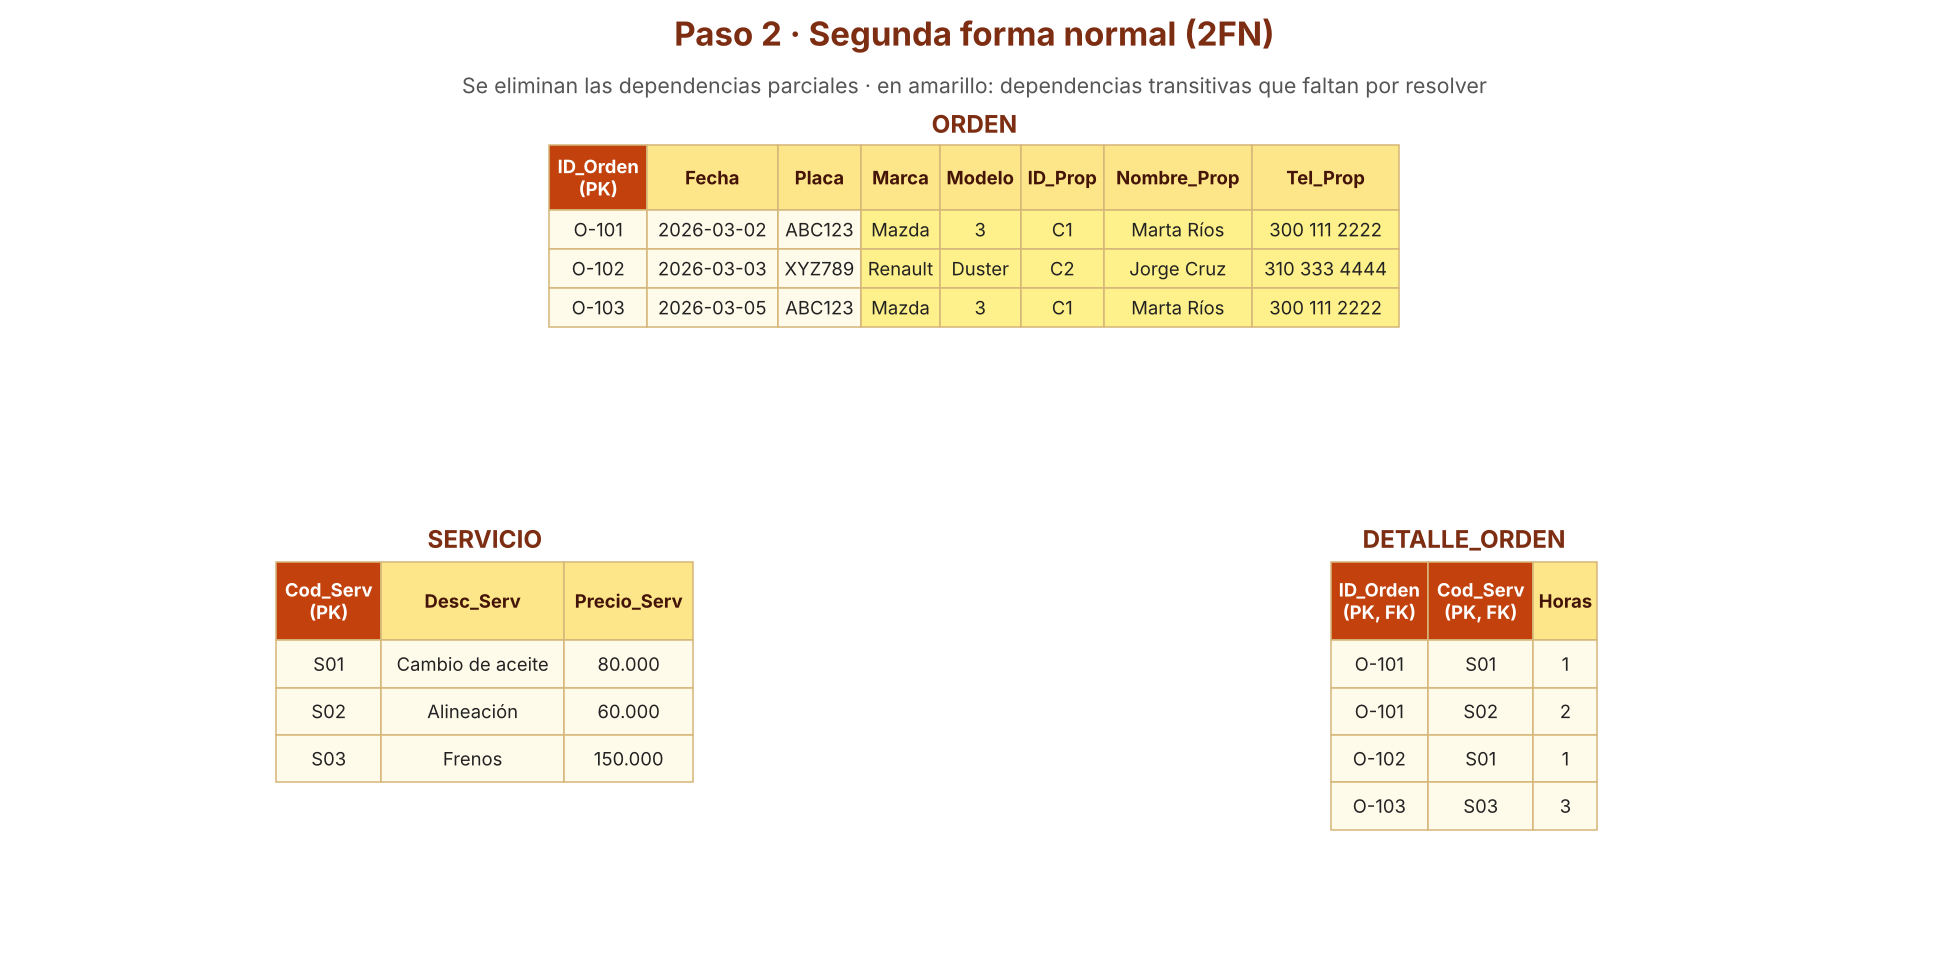 Paso 2 · Segunda forma normal (2FN)
Se eliminan las dependencias parciales · en amarillo: dependencias transitivas que faltan por resolver
ORDEN
ID_Orden (PK) Fecha Placa Marca Modelo ID_Prop Nombre_Prop Tel_Prop
O-101 2026-03-02 ABC123 Mazda 3 C1 Marta Ríos 300 111 2222
O-102 2026-03-03 XYZ789 Renault Duster C2 Jorge Cruz 310 333 4444
O-103 2026-03-05 ABC123 Mazda 3 C1 Marta Ríos 300 111 2222
SERVICIO
Cod_Serv (PK) Desc_Serv Precio_Serv
S01 Cambio de aceite 80.000
S02 Alineación 60.000
S03 Frenos 150.000
DETALLE_ORDEN
ID_Orden (PK, FK) Cod_Serv (PK, FK) Horas
O-101 S01 1
O-101 S02 2
O-102 S01 1
O-103 S03 3